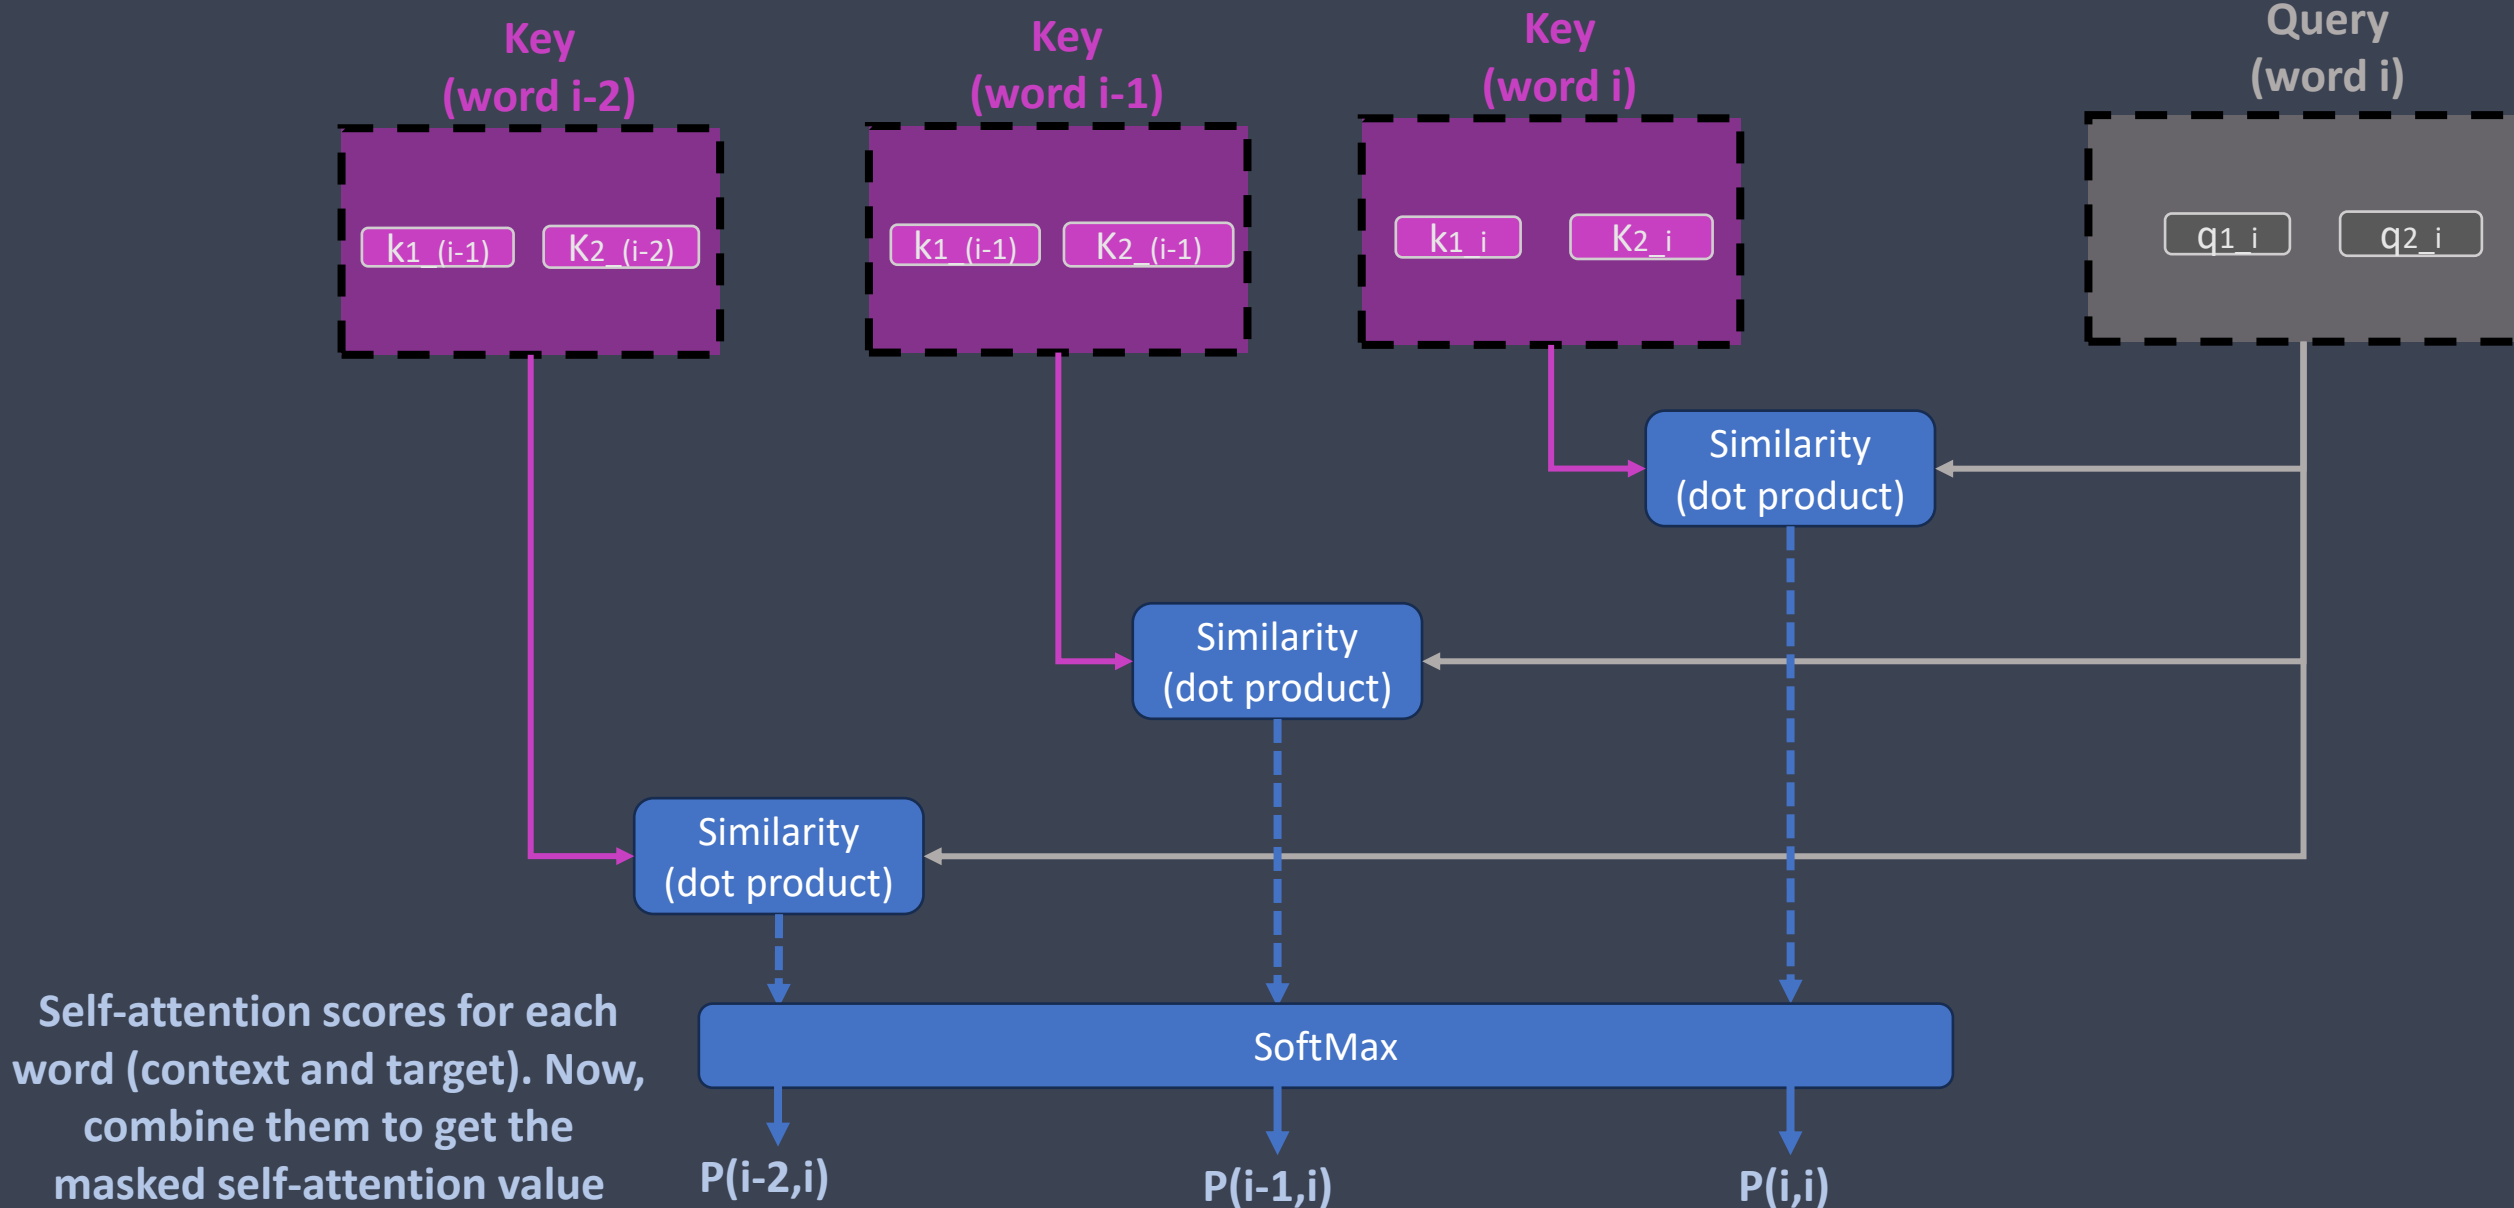 Key
(word i-2)
Key
(word i-1)
Key
(word i)
Query
(word i)
k1_(i-1)
K2_(i-2)
k1_(i-1)
K2_(i-1)
k1_i
K2_i
q1_i
q2_i
Similarity
(dot product)
Similarity
(dot product)
Similarity
(dot product)
Self-attention scores for each
word (context and target). Now,
combine them to get the
masked self-attention value
SoftMax
P(i-2,i)
P(i-1,i)
P(i,i)